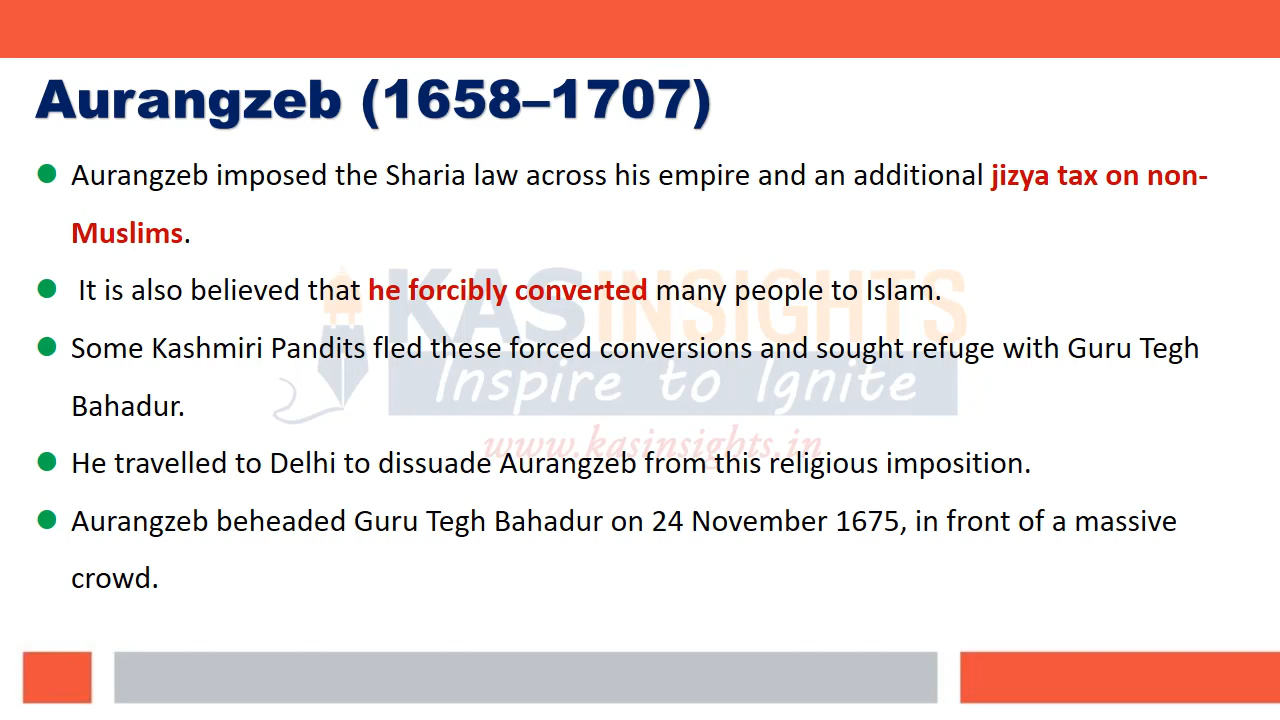 Aurangzeb (1658–1707)
Aurangzeb imposed the Sharia law across his empire and an additional jizya tax on non-
Muslims.
It is also believed that he forcibly converted many people to Islam.
KASINSIGHTS
Some Kashmiri Pandits fled these forced conversions and sought refuge with Guru Tegh
Inspire to Ignite
Bahadur.
www.kasinsights.in
He travelled to Delhi to dissuade Aurangzeb from this religious imposition.
Aurangzeb beheaded Guru Tegh Bahadur on 24 November 1675, in front of a massive
crowd.